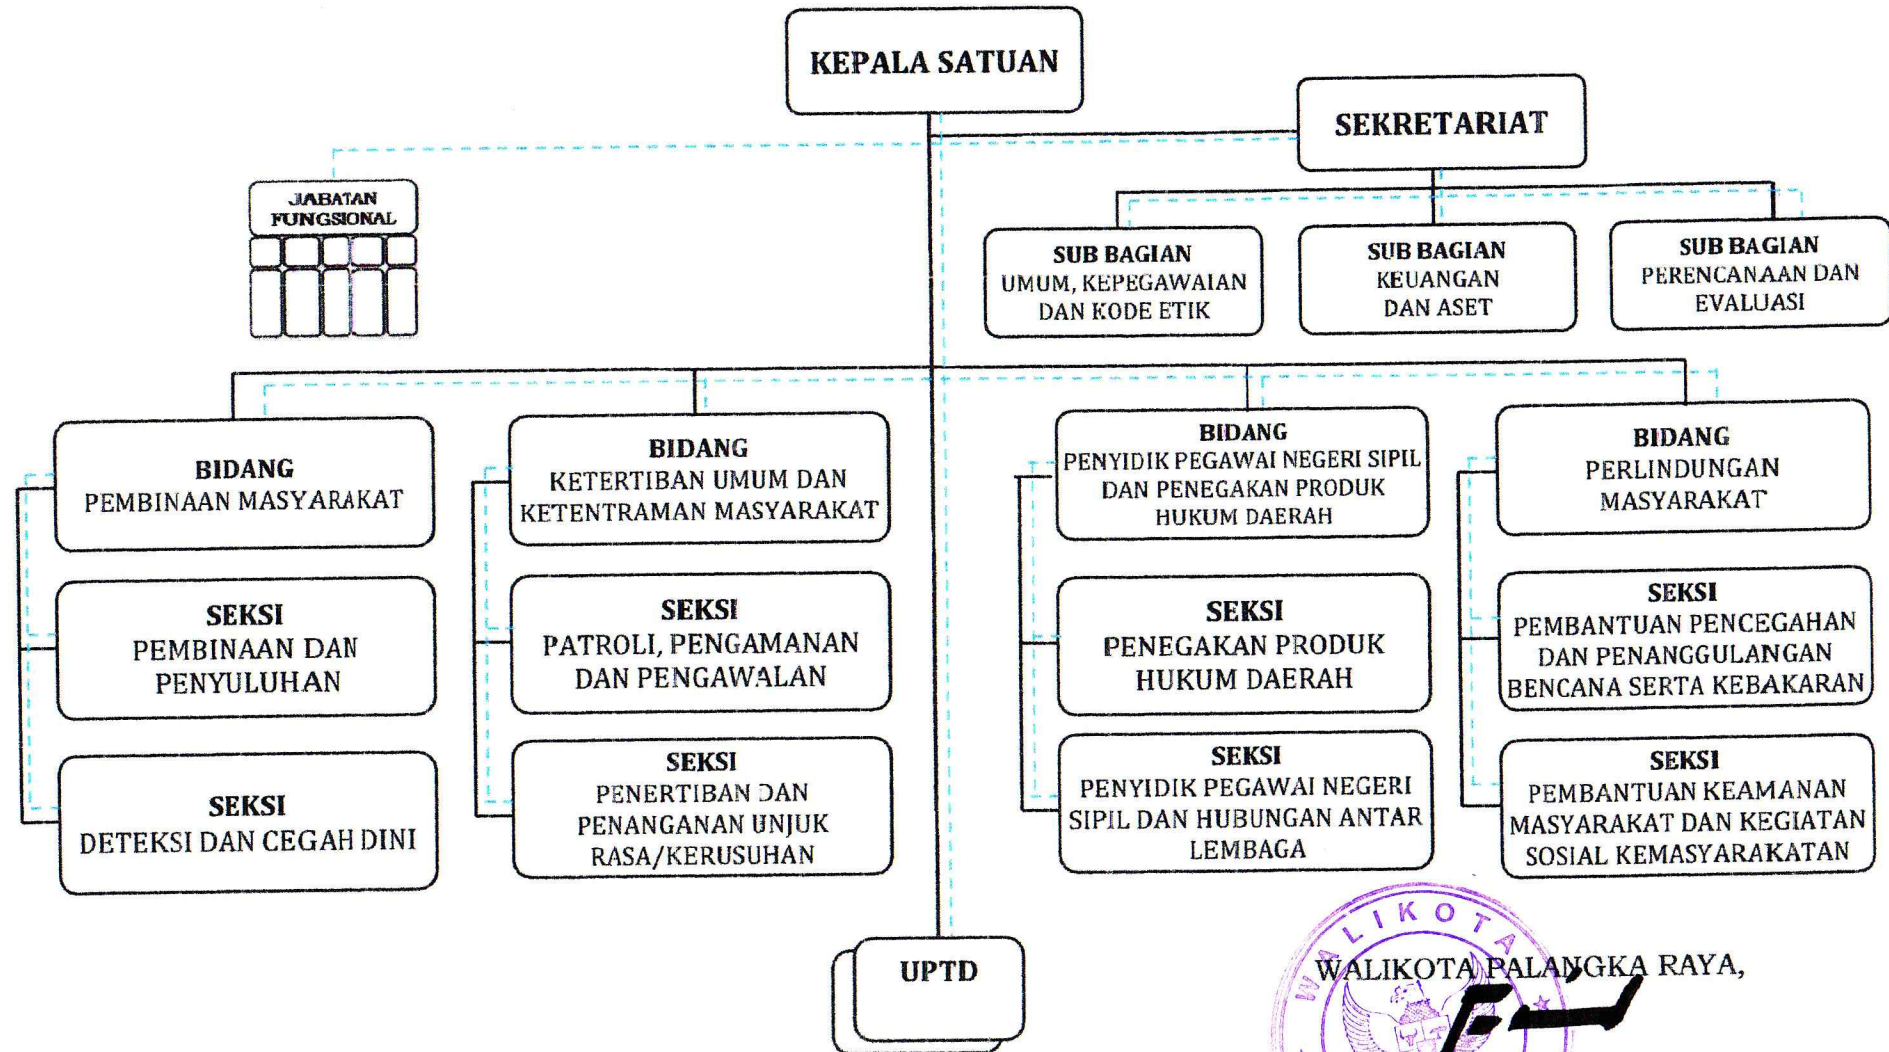 KEPALA SATUAN
SEKRETARIAT
JABATAN
FUNGSIONAL
SUB BAGIAN
UMUM, KEPEGAWAIAN
DAN KODE ETIK
SUB BAGIAN
KEUANGAN
DAN ASET
SUB BAGIAN
PERENCANAAN DAN
EVALUASI
BIDANG
PEMBINAAN MASYARAKAT
SEKSI
PEMBINAAN DAN
PENYULUHAN
SEKSI
DETEKSI DAN CEGAH DINI
BIDANG
KETERTIBAN UMUM DAN
KETENTRAMAN MASYARAKAT
SEKSI
PATROLI, PENGAMANAN
DAN PENGAWALAN
SEKSI
PENERTIBAN DAN
PENANGANAN UNJUK
RASA/KERUSUHAN
BIDANG
PENYIDIK PEGAWAI NEGERI SIPIL
DAN PENEGAKAN PRODUK
HUKUM DAERAH
SEKSI
PENEGAKAN PRODUK
HUKUM DAERAH
SEKSI
PENYIDIK PEGAWAI NEGERI
SIPIL DAN HUBUNGAN ANTAR
LEMBAGA
BIDANG
PERLINDUNGAN
MASYARAKAT
SEKSI
PEMBANTUAN PENCEGAHAN
DAN PENANGGULANGAN
BENCANA SERTA KEBAKARAN
SEKSI
PEMBANTUAN KEAMANAN
MASYARAKAT DAN KEGIATAN
SOSIAL KEMASYARAKATAN
UPTD
WALIKOTA
WALIKOTA PALANGKA RAYA,